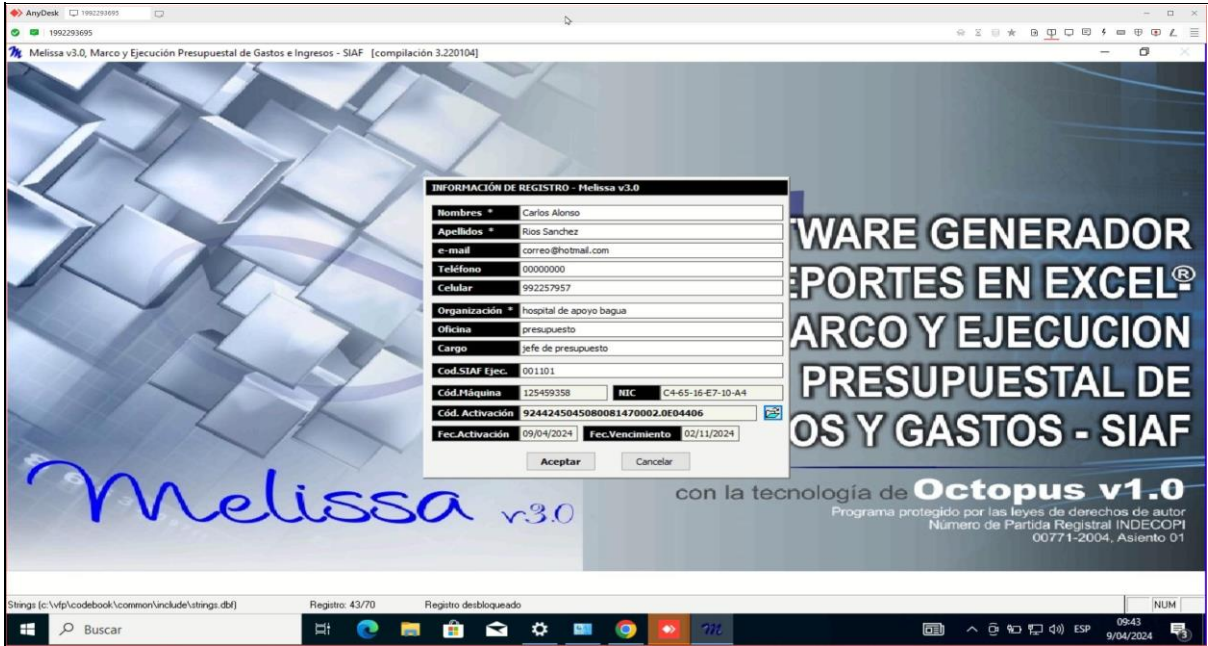 AnyDesk 1992293695
1992293695
Melissa v3.0, Marco y Ejecución Presupuestal de Gastos e Ingresos - SIAF [compilación 3.220104]
INFORMACIÓN DE REGISTRO - Melissa v3.0
Nombres * Carlos Alonso
Apellidos * Rios Sanchez
e-mail correo@hotmail.com
Teléfono 00000000
Celular 992257957
Organización * hospital de apoyo bagua
Oficina presupuesto
Cargo jefe de presupuesto
Cod.SIAF Ejec. 001101
Cód.Máquina 125459358 NIC C4-65-16-E7-10-A4
Cód. Activación 9244245045080081470002.0E04406
Fec.Activación 09/04/2024 Fec.Vencimiento 02/11/2024
Aceptar Cancelar
WARE GENERADOR
EPORTES EN EXCEL®
ARCO Y EJECUCION
PRESUPUESTAL DE
OS Y GASTOS - SIAF
Melissa v3.0
con la tecnología de Octopus v1.0
Programa protegido por las leyes de derechos de autor
Número de Partida Registral INDECOPI
00771-2004, Asiento 01
Strings (c:\vfp\codebook\common\include\strings.dbf) Registro: 43/70 Registro desbloqueado NUM
Buscar ESP 09:43
9/04/2024